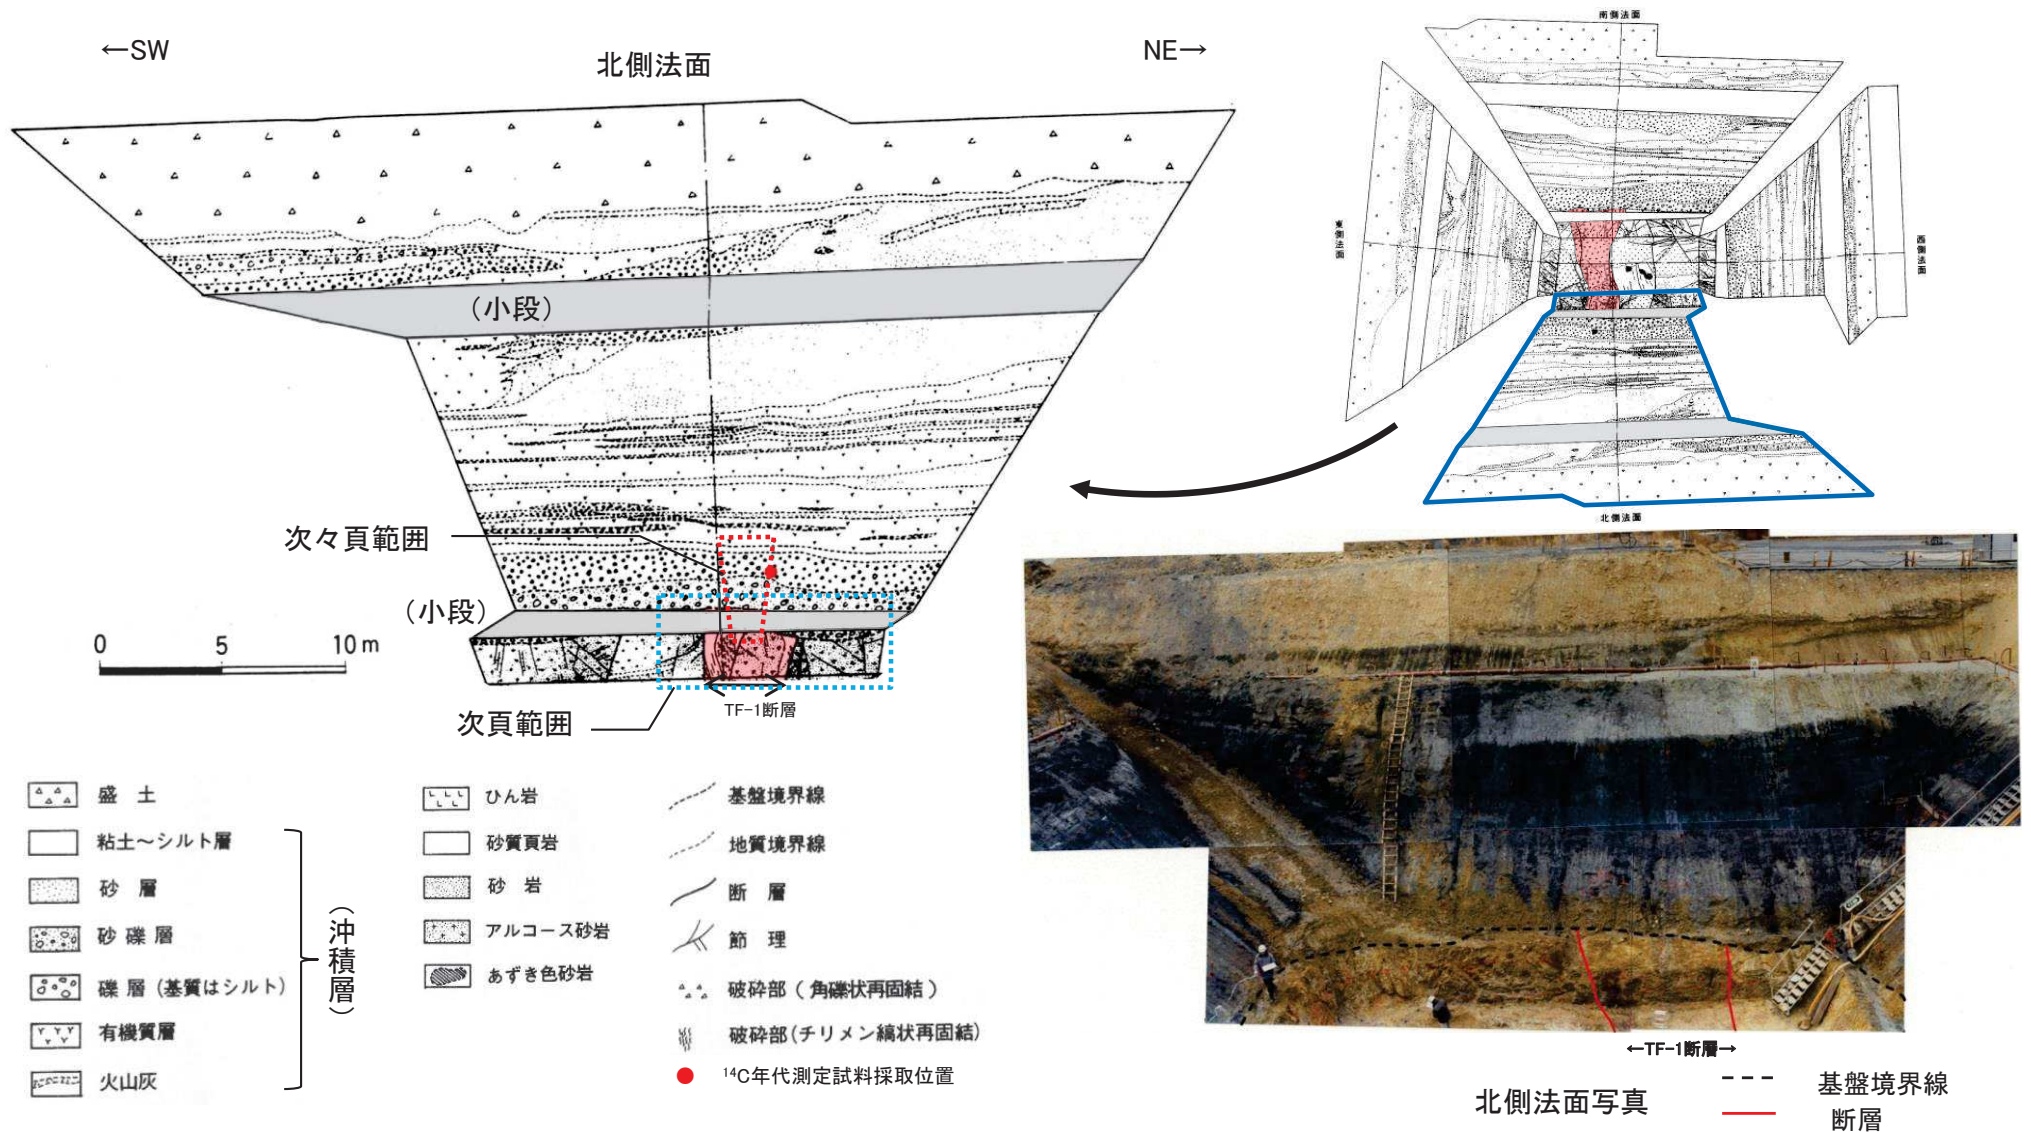 ←SW
北側法面
NE→
(小段)
次々頁範囲
(小段)
0 5 10 m
TF-1断層
次頁範囲
盛 土
粘土～シルト層
砂 層
砂 礫 層
礫 層 (基質はシルト)
有機質層
火山灰
(沖積層)
ひん岩
砂質頁岩
砂 岩
アルコース砂岩
あずき色砂岩
基盤境界線
地質境界線
断 層
節 理
破砕部 ( 角礫状再固結 )
破砕部 (チリメン縞状再固結)
¹⁴C年代測定試料採取位置
南側法面
東側法面
西側法面
北側法面
←TF-1断層→
北側法面写真
基盤境界線
断層